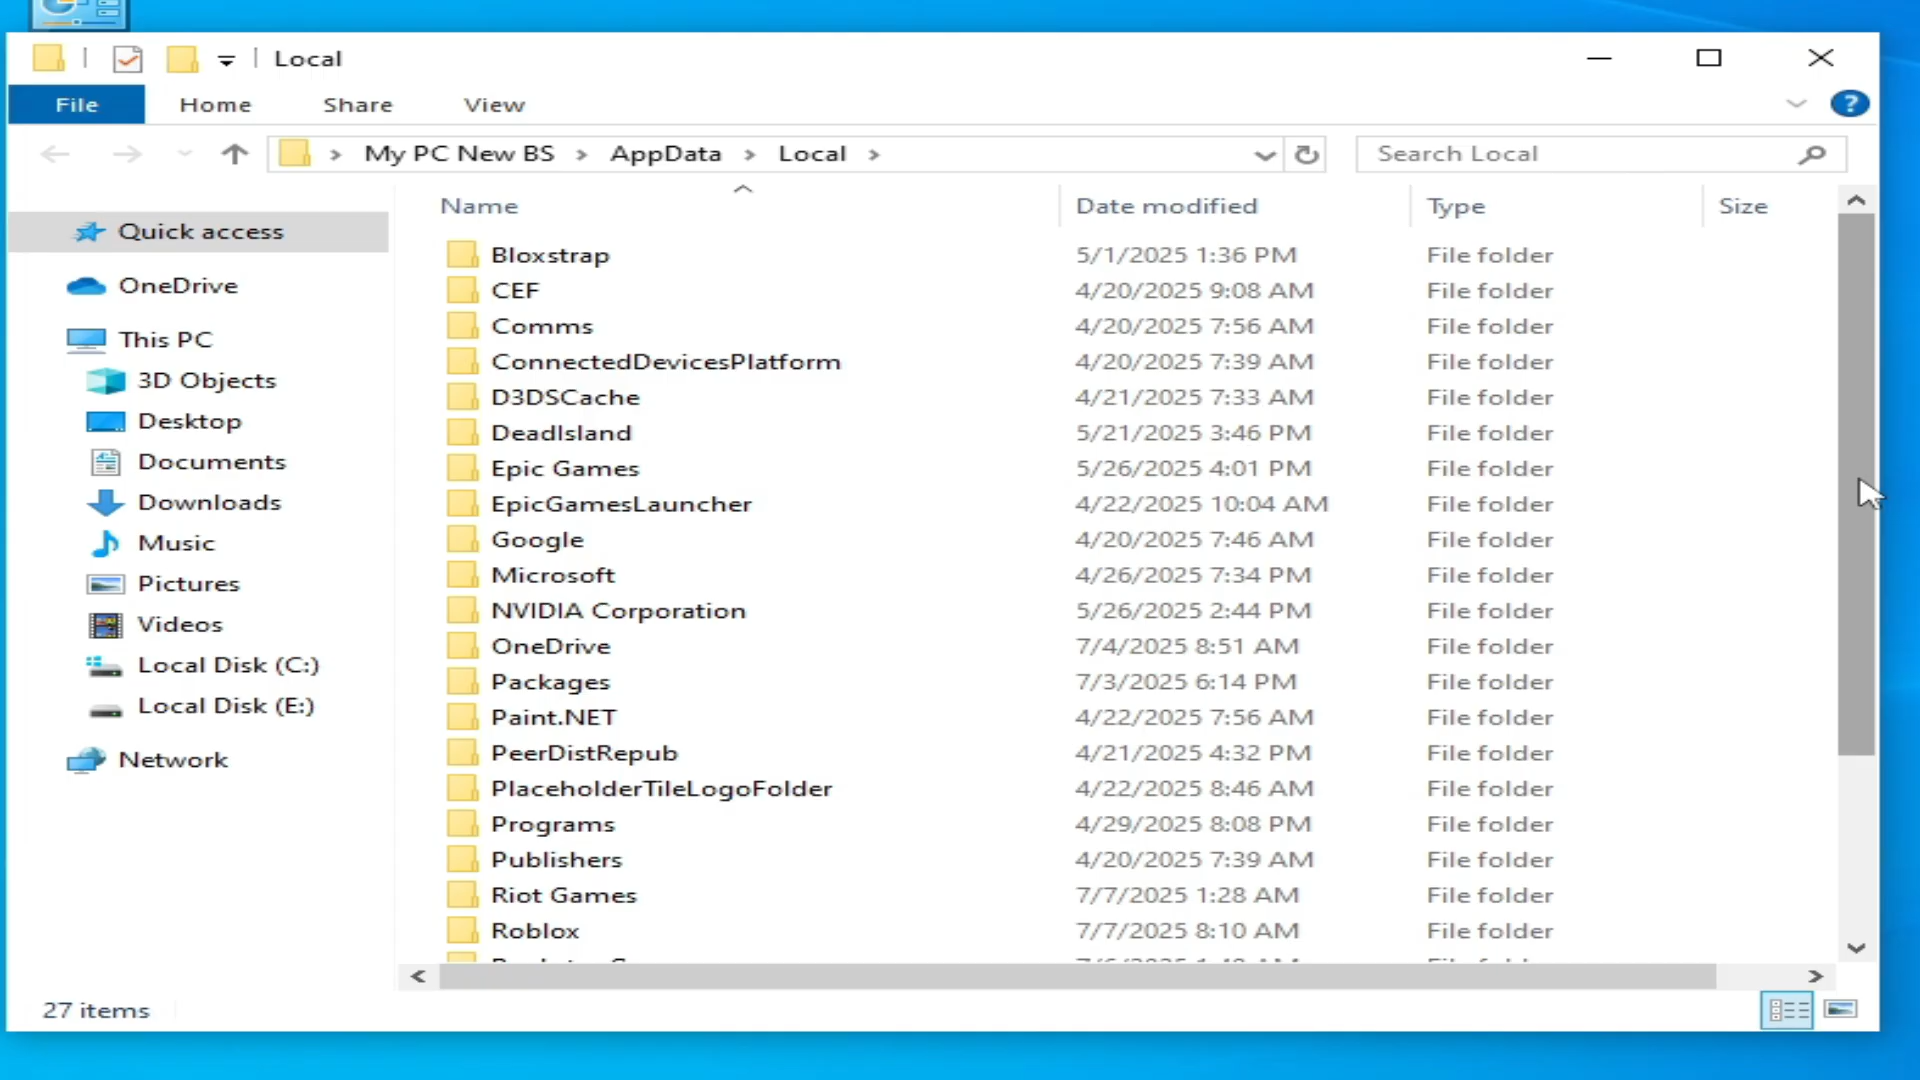 Local
File Home Share View
My PC New BS > AppData > Local >
Search Local
Name Date modified Type Size
Quick access
OneDrive
This PC
3D Objects
Desktop
Documents
Downloads
Music
Pictures
Videos
Local Disk (C:)
Local Disk (E:)
Network
Bloxstrap 5/1/2025 1:36 PM File folder
CEF 4/20/2025 9:08 AM File folder
Comms 4/20/2025 7:56 AM File folder
ConnectedDevicesPlatform 4/20/2025 7:39 AM File folder
D3DSCache 4/21/2025 7:33 AM File folder
DeadIsland 5/21/2025 3:46 PM File folder
Epic Games 5/26/2025 4:01 PM File folder
EpicGamesLauncher 4/22/2025 10:04 AM File folder
Google 4/20/2025 7:46 AM File folder
Microsoft 4/26/2025 7:34 PM File folder
NVIDIA Corporation 5/26/2025 2:44 PM File folder
OneDrive 7/4/2025 8:51 AM File folder
Packages 7/3/2025 6:14 PM File folder
Paint.NET 4/22/2025 7:56 AM File folder
PeerDistRepub 4/21/2025 4:32 PM File folder
PlaceholderTileLogoFolder 4/22/2025 8:46 AM File folder
Programs 4/29/2025 8:08 PM File folder
Publishers 4/20/2025 7:39 AM File folder
Riot Games 7/7/2025 1:28 AM File folder
Roblox 7/7/2025 8:10 AM File folder
27 items